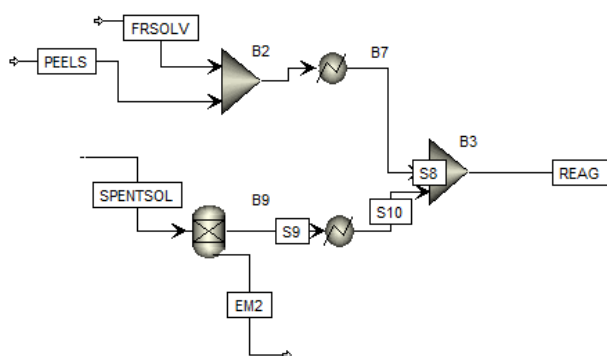 FRSOLV
B2
B7
PEELS
B3
S8
REAG
SPENTSOL
B9
S10
S9
EM2